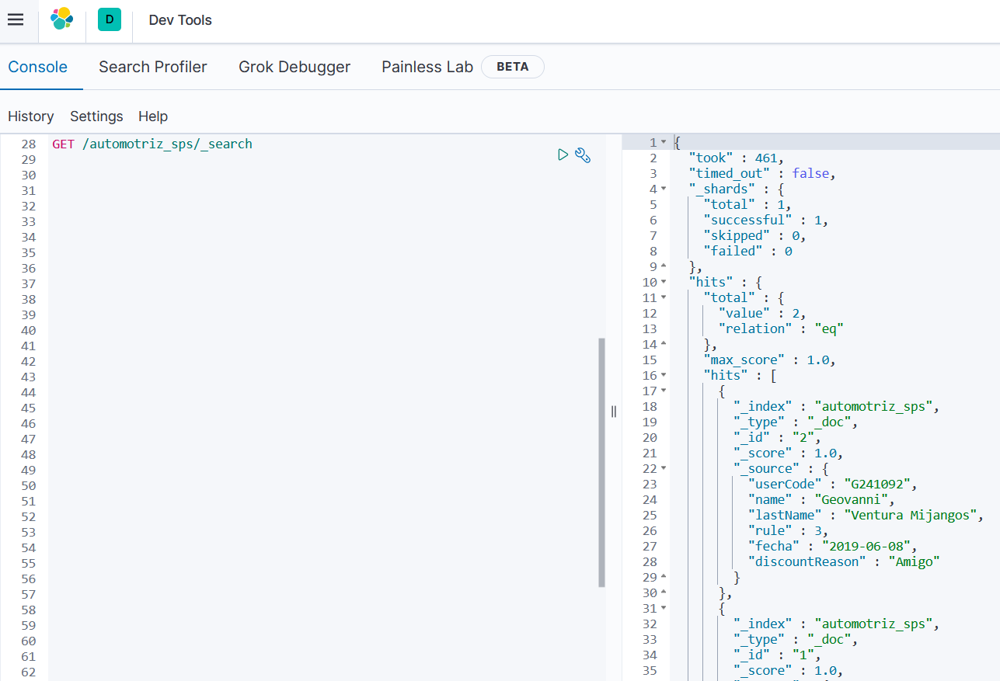 D
Dev Tools
Console
Search Profiler
Grok Debugger
Painless Lab
BETA
History
Settings
Help
28 GET /automotriz_sps/_search
29
30
31
32
33
34
35
36
37
38
39
40
41
42
43
44
45
46
47
48
49
50
51
52
53
54
55
56
57
58
59
60
61
62
1 {
2 "took" : 461,
3 "timed_out" : false,
4 "_shards" : {
5 "total" : 1,
6 "successful" : 1,
7 "skipped" : 0,
8 "failed" : 0
9 },
10 "hits" : {
11 "total" : {
12 "value" : 2,
13 "relation" : "eq"
14 },
15 "max_score" : 1.0,
16 "hits" : [
17 {
18 "_index" : "automotriz_sps",
19 "_type" : "_doc",
20 "_id" : "2",
21 "_score" : 1.0,
22 "_source" : {
23 "userCode" : "G241092",
24 "name" : "Geovanni",
25 "lastName" : "Ventura Mijangos",
26 "rule" : 3,
27 "fecha" : "2019-06-08",
28 "discountReason" : "Amigo"
29 }
30 },
31 {
32 "_index" : "automotriz_sps",
33 "_type" : "_doc",
34 "_id" : "1",
35 "_score" : 1.0,